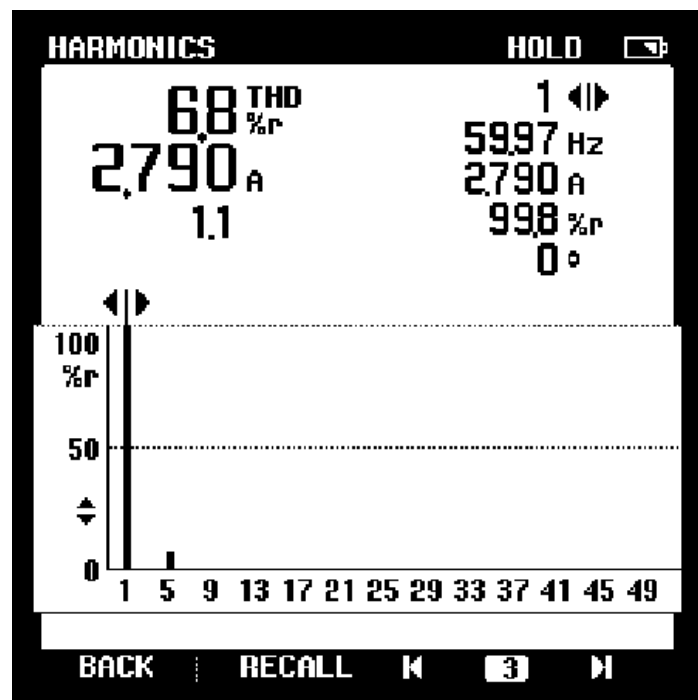 HARMONICS HOLD
6.8 THD %r
1 
59.97 Hz
2.790 A
2.790 A
1.1
99.8 %r
0 °
100
%r
50
0
1 5 9 13 17 21 25 29 33 37 41 45 49
BACK RECALL 3